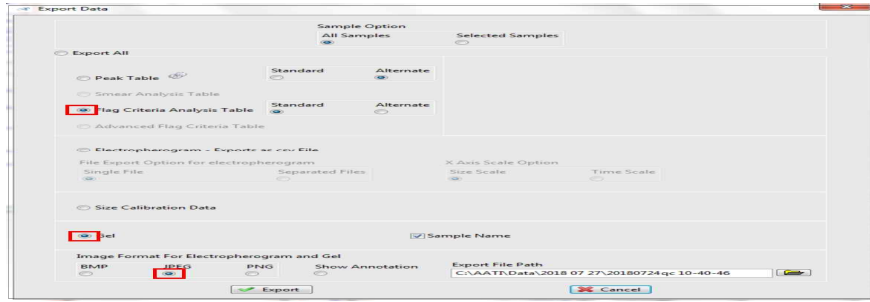 Export Data
Sample Option
All Samples Selected Samples
Export All
Peak Table Standard Alternate
Smear Analysis Table
Flag Criteria Analysis Table Standard Alternate
Advanced Flag Criteria Table
Electropherogram - Exports as csv File
File Export Option for electropherogram X Axis Scale Option
Single File Separated Files Size Scale Time Scale
Size Calibration Data
Gel Sample Name
Image Format For Electropherogram and Gel
BMP JPEG PNG Show Annotation Export File Path
C:\AATI\Data\2018 07 27\20180724qc 10-40-46
Export Cancel